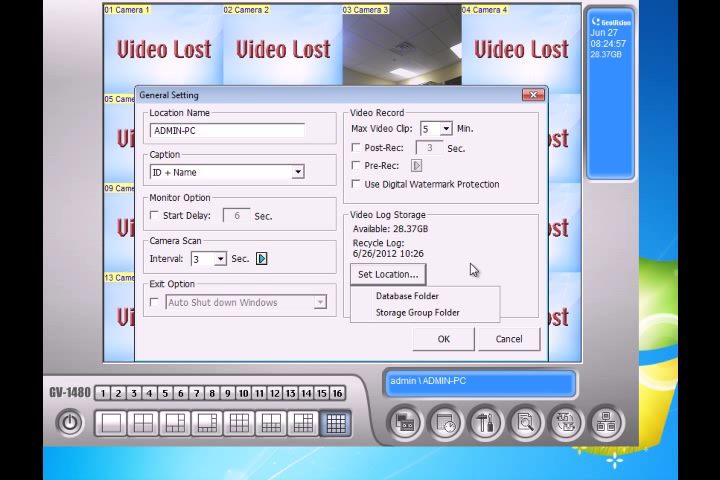 01 Camera 1
02 Camera 2
03 Camera 3
04 Camera 4
GeoVision
Jun 27
08:24:57
28.37GB
Video Lost
Video Lost
Video Lost
General Setting
Location Name
ADMIN-PC
Caption
ID + Name
Monitor Option
Start Delay: 6 Sec.
Camera Scan
Interval: 3 Sec.
Exit Option
Auto Shut down Windows
Video Record
Max Video Clip: 5 Min.
Post-Rec: 3 Sec.
Pre-Rec:
Use Digital Watermark Protection
Video Log Storage
Available: 28.37GB
Recycle Log:
6/26/2012 10:26
Set Location...
Database Folder
Storage Group Folder
OK Cancel
05 Came
Vi
ost
09 Came
Vi
ost
13 Came
Vi
ost
GV-1480
1 2 3 4 5 6 7 8 9 10 11 12 13 14 15 16
admin \ ADMIN-PC